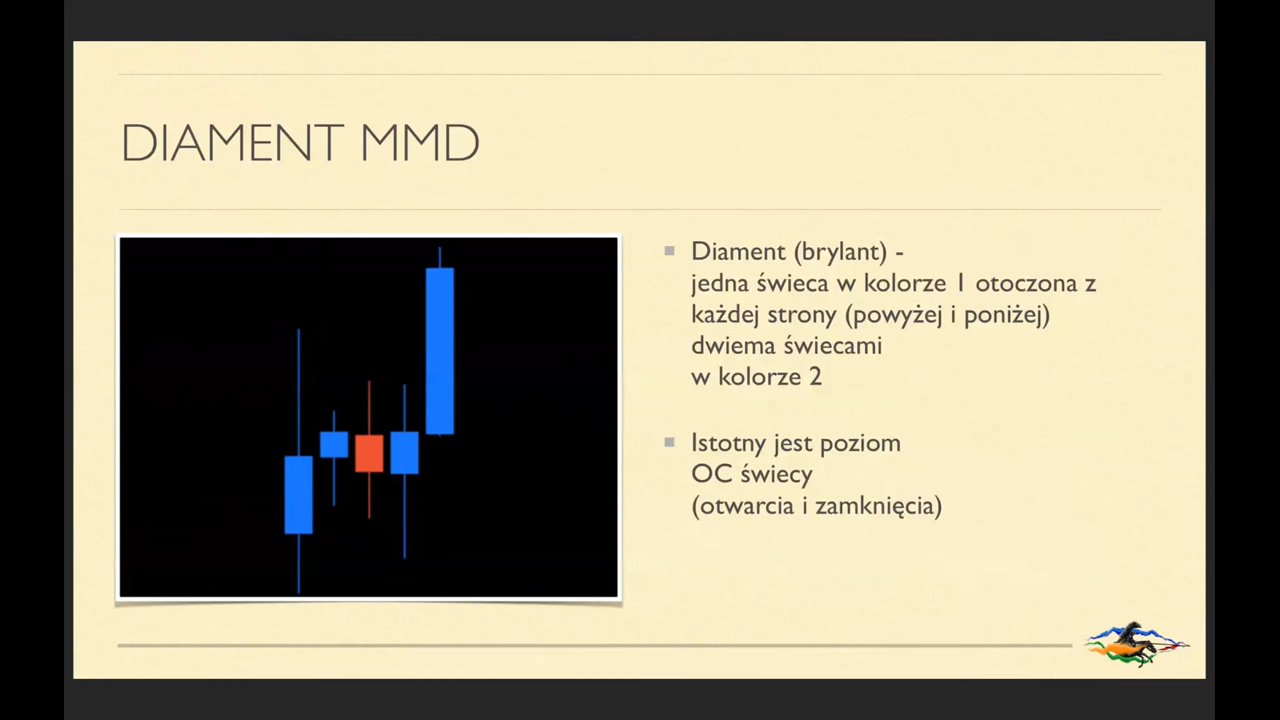 DIAMENT MMD
Diament (brylant) -
jedna świeca w kolorze 1 otoczona z
każdej strony (powyżej i poniżej)
dwiema świecami
w kolorze 2
Istotny jest poziom
OC świecy
(otwarcia i zamknięcia)